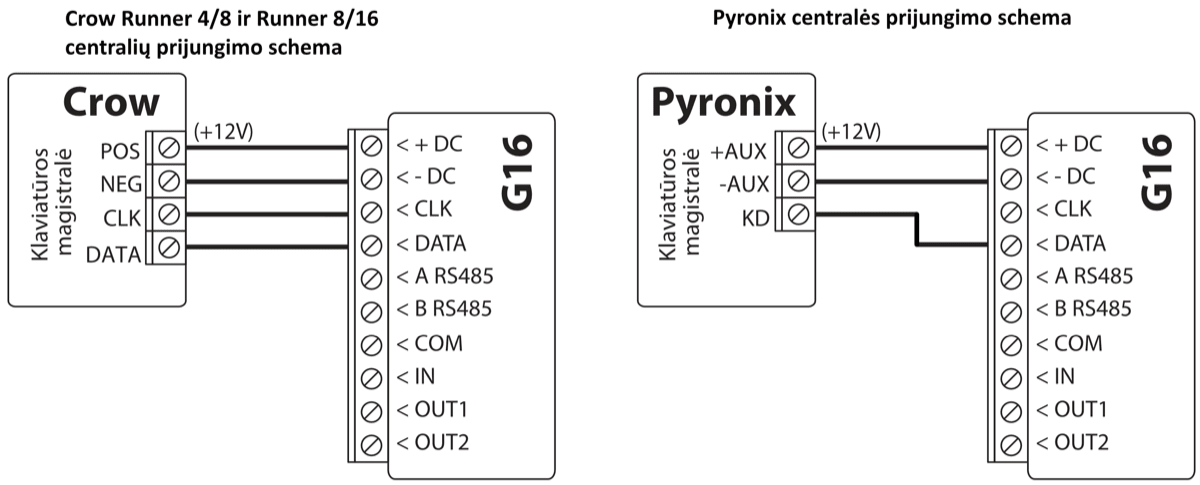 Crow Runner 4/8 ir Runner 8/16
centralių prijungimo schema
Crow
Klaviatūros
magistralė
POS
NEG
CLK
DATA
(+12V)
G16
< + DC
< - DC
< CLK
< DATA
< A RS485
< B RS485
< COM
< IN
< OUT1
< OUT2
Pyronix centralės prijungimo schema
Pyronix
Klaviatūros
magistralė
+AUX
-AUX
KD
(+12V)
G16
< + DC
< - DC
< CLK
< DATA
< A RS485
< B RS485
< COM
< IN
< OUT1
< OUT2